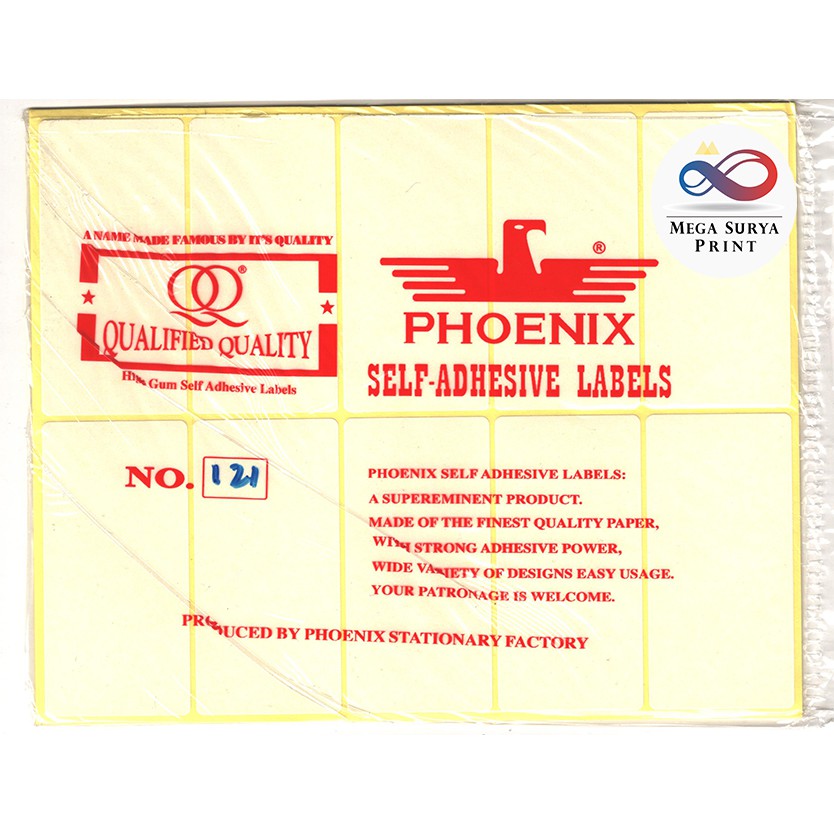 MEGA SURYA
PRINT
A NAME MADE FAMOUS BY IT'S QUALITY
QQ®
QUALIFIED QUALITY
High Gum Self Adhesive Labels
®
PHOENIX
SELF-ADHESIVE LABELS
NO. 121
PHOENIX SELF ADHESIVE LABELS:
A SUPEREMINENT PRODUCT.
MADE OF THE FINEST QUALITY PAPER,
WITH STRONG ADHESIVE POWER,
WIDE VARIETY OF DESIGNS EASY USAGE.
YOUR PATRONAGE IS WELCOME.
PRODUCED BY PHOENIX STATIONARY FACTORY